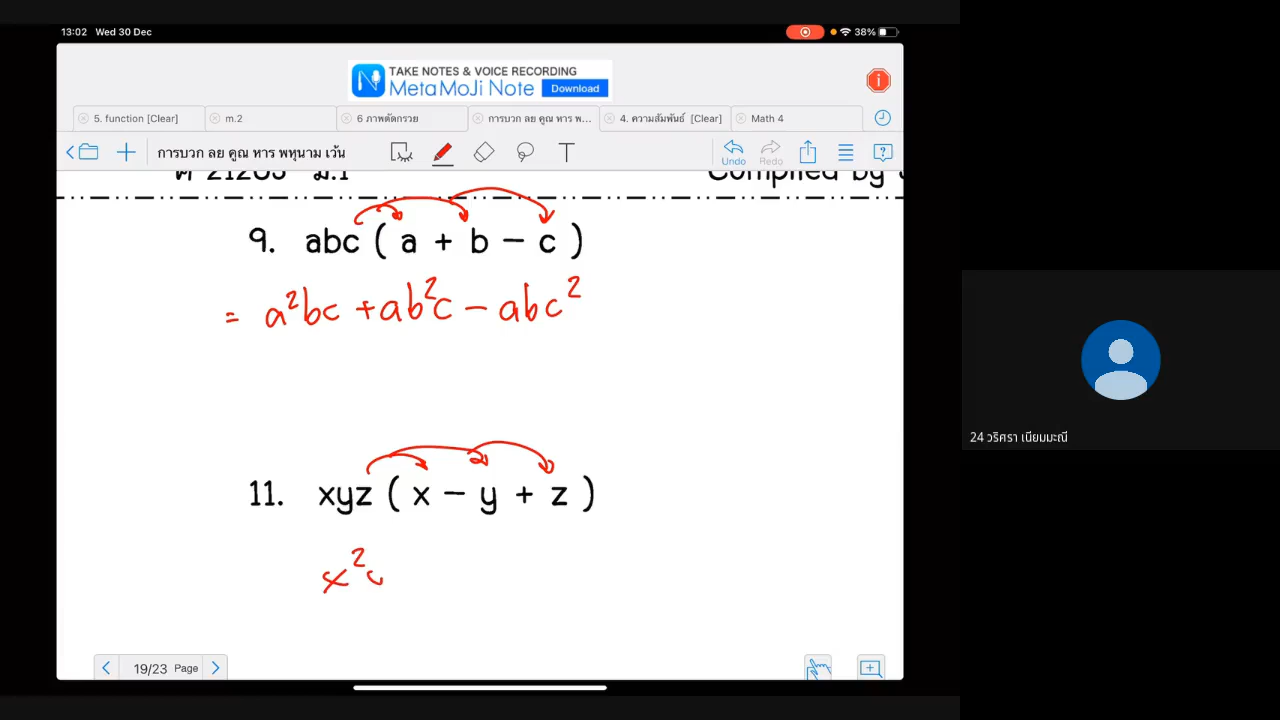 13:02 Wed 30 Dec
38%
TAKE NOTES & VOICE RECORDING
MetaMoJi Note Download
5. function [Clear]
m.2
6 ภาพตัดกรวย
การบวก ลย คูณ หาร พ...
4. ความสัมพันธ์ [Clear]
Math 4
การบวก ลย คูณ หาร พหุนาม เว้น
T
Undo
Redo
Compiled by
9. abc ( a + b − c )
= a²bc + ab²c − abc²
11. xyz ( x − y + z )
x²
19/23 Page
24 วริศรา เนียมมะณี